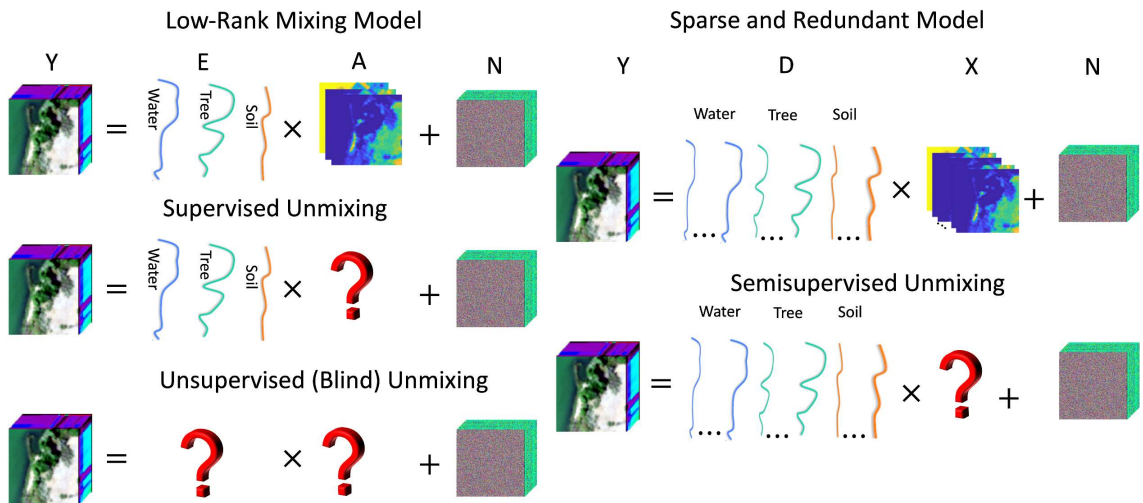 Low-Rank Mixing Model
Y E A N
Water Tree Soil
= × +
Supervised Unmixing
Water Tree Soil
= × ? +
Unsupervised (Blind) Unmixing
= ? × ? +
Sparse and Redundant Model
Y D X N
Water Tree Soil
... ... ...
= × +
Semisupervised Unmixing
Water Tree Soil
... ... ...
= × ? +